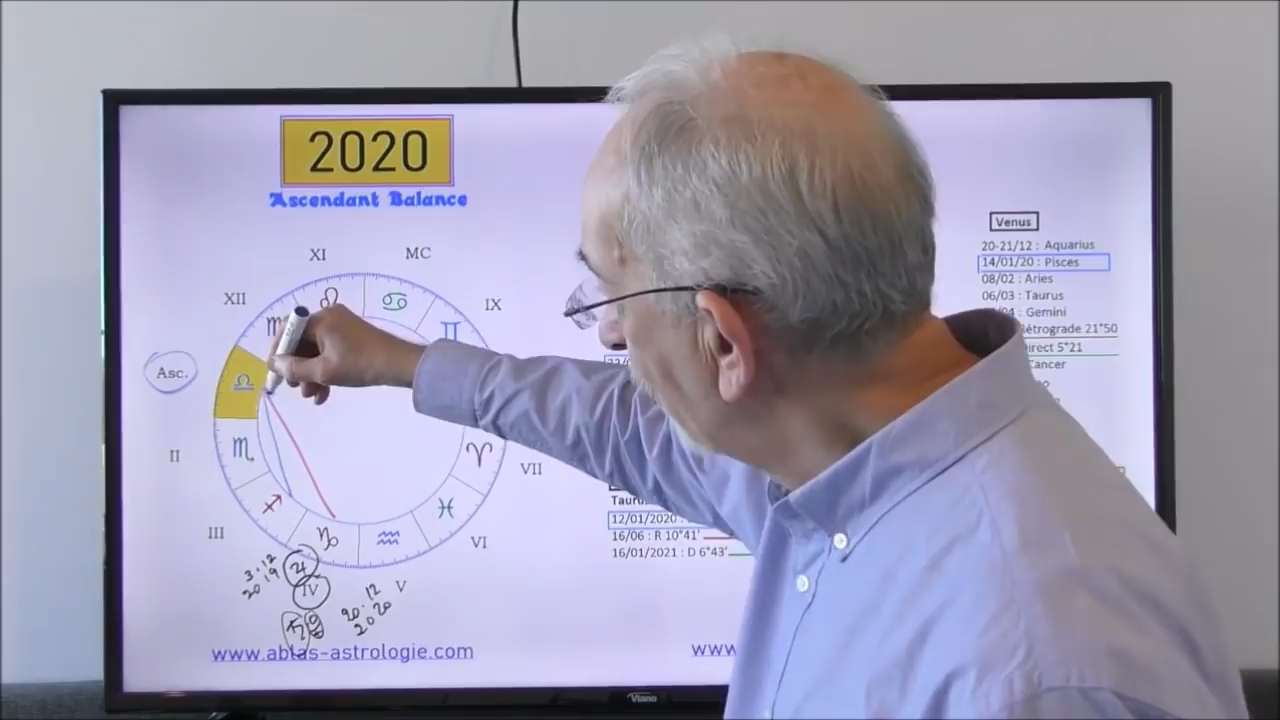 2020
Ascendant Balance
XI
MC
XII
IX
Asc.
II
VII
III
VI
IV
V
3.12
2019
20.12
2020
www.ablas-astrologie.com
Venus
20-21/12 : Aquarius
14/01/20 : Pisces
08/02 : Aries
06/03 : Taurus
: Gemini
Rétrograde 21°50
Direct 5°21
Cancer
12/01/2020 :
16/06 : R 10°41'
16/01/2021 : D 6°43'
www.
Viano